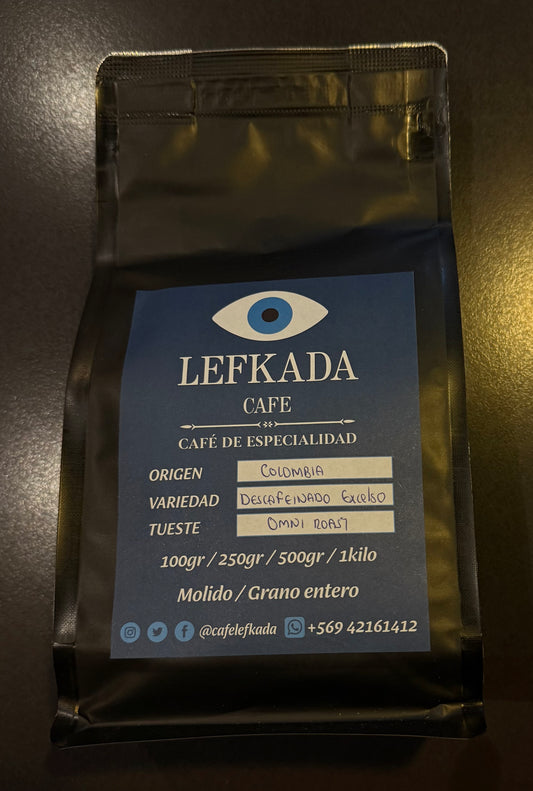 LEFKADA
CAFE
CAFÉ DE ESPECIALIDAD
ORIGEN COLOMBIA
VARIEDAD DESCAFEINADO Excelso
TUESTE OMNI ROAST
100gr / 250gr / 500gr / 1kilo
Molido / Grano entero
@cafelefkada +569 42161412